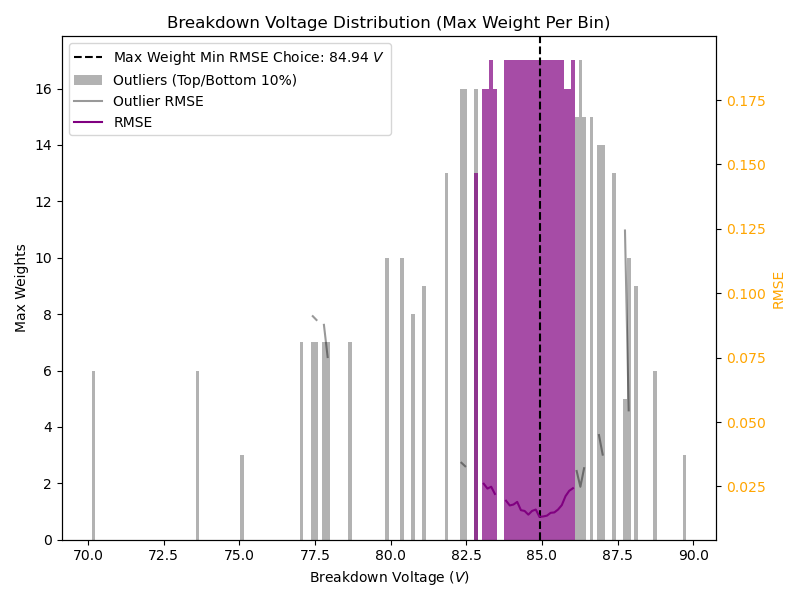 Breakdown Voltage Distribution (Max Weight Per Bin)
Max Weight Min RMSE Choice: 84.94 V
Outliers (Top/Bottom 10%)
Outlier RMSE
RMSE
16
14
12
10
8
6
4
2
0
Max Weights
0.175
0.150
0.125
0.100
0.075
0.050
0.025
RMSE
70.0 72.5 75.0 77.5 80.0 82.5 85.0 87.5 90.0
Breakdown Voltage (V)